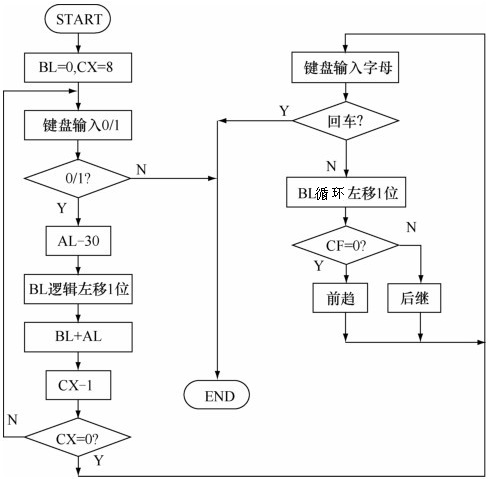 START
BL=0,CX=8
键盘输入0/1
0/1?
N
Y
AL-30
BL逻辑左移1位
BL+AL
CX-1
CX=0?
N
Y
键盘输入字母
回车?
Y
N
BL循环左移1位
CF=0?
N
Y
前趋
后继
END